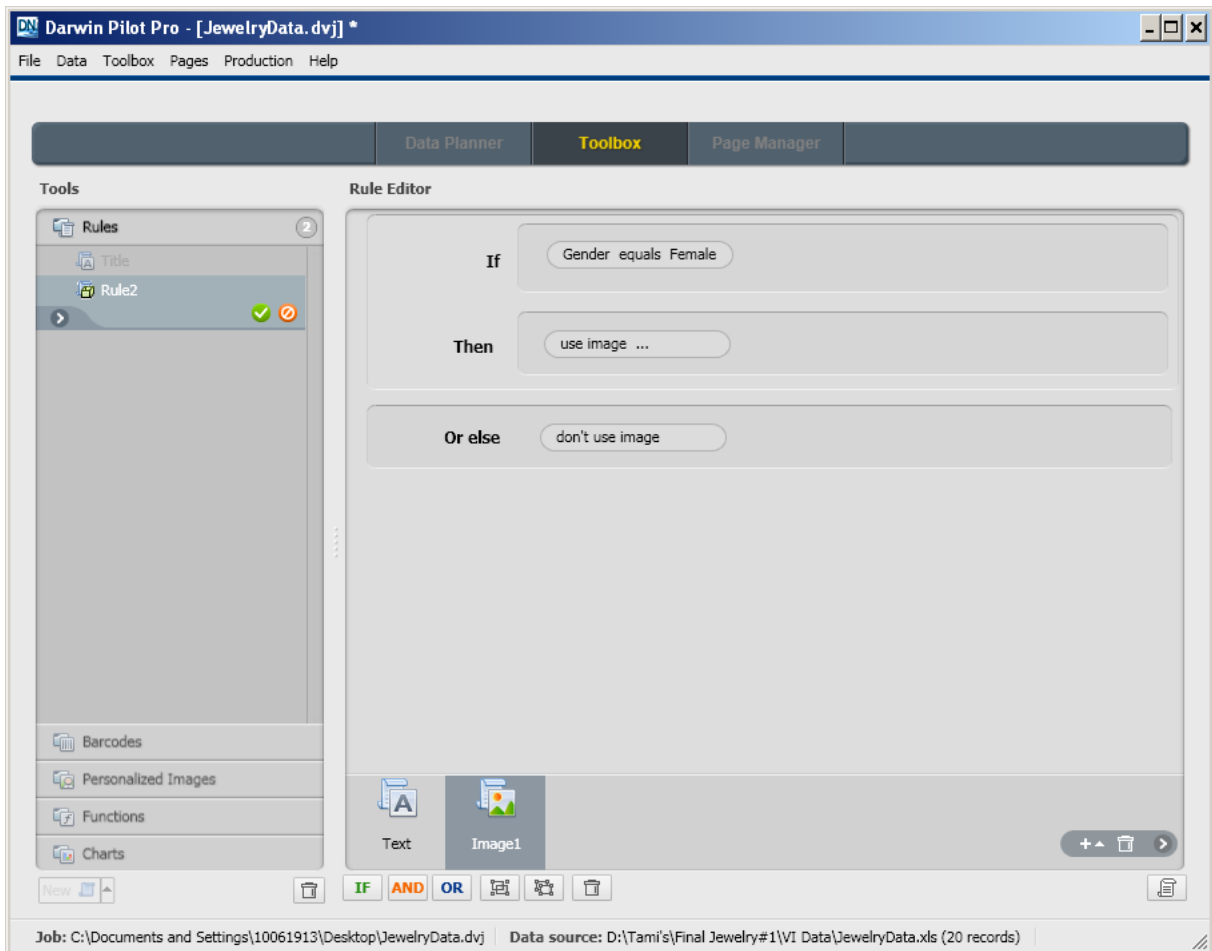 DN Darwin Pilot Pro - [JewelryData.dvj] *
File Data Toolbox Pages Production Help
Data Planner Toolbox Page Manager
Tools
Rule Editor
Rules 2
Title
Rule2
If Gender equals Female
Then use image ...
Or else don't use image
Barcodes
Personalized Images
Functions
Charts
A
Text Image1
New
IF AND OR
Job: C:\Documents and Settings\10061913\Desktop\JewelryData.dvj Data source: D:\Tami's\Final Jewelry#1\VI Data\JewelryData.xls (20 records)